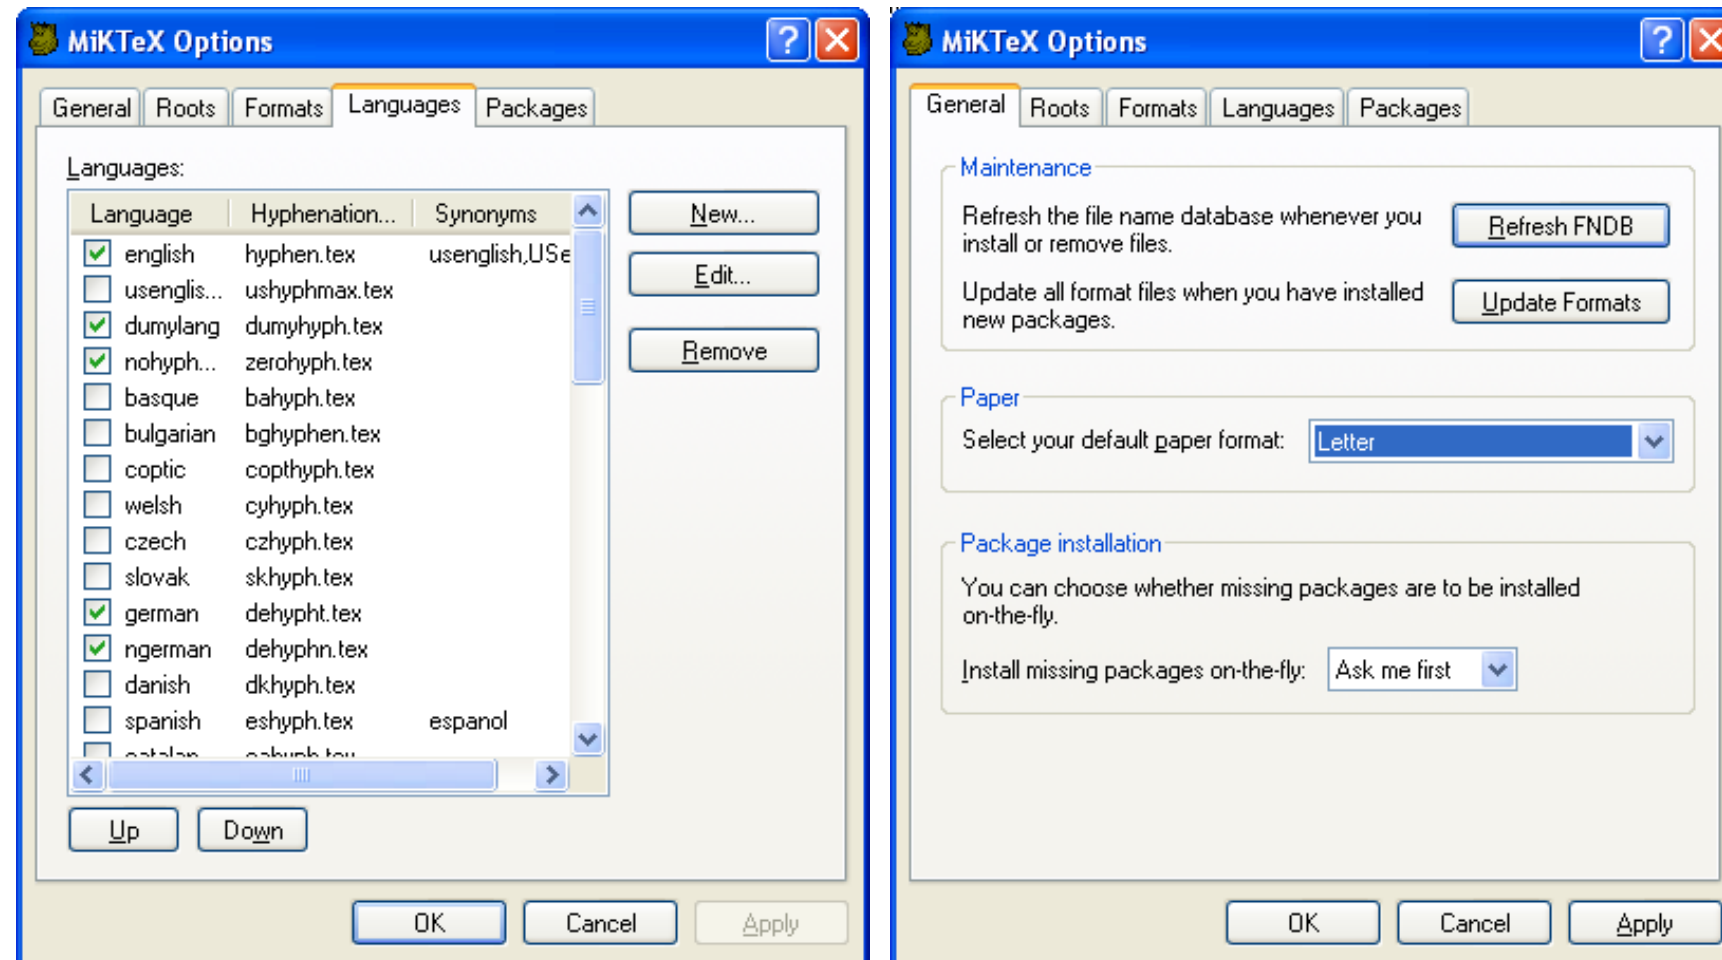 MiKTeX Options
General Roots Formats Languages Packages
Languages:
Language Hyphenation... Synonyms
english hyphen.tex usenglish,USe
usenglis... ushyphmax.tex
dumylang dumyhyph.tex
nohyph... zerohyph.tex
basque bahyph.tex
bulgarian bghyphen.tex
coptic copthyph.tex
welsh cyhyph.tex
czech czhyph.tex
slovak skhyph.tex
german dehypht.tex
ngerman dehyphn.tex
danish dkhyph.tex
spanish eshyph.tex espanol
New...
Edit...
Remove
Up Down
OK Cancel Apply
MiKTeX Options
General Roots Formats Languages Packages
Maintenance
Refresh the file name database whenever you
install or remove files.
Refresh FNDB
Update all format files when you have installed
new packages.
Update Formats
Paper
Select your default paper format: Letter
Package installation
You can choose whether missing packages are to be installed
on-the-fly.
Install missing packages on-the-fly: Ask me first
OK Cancel Apply